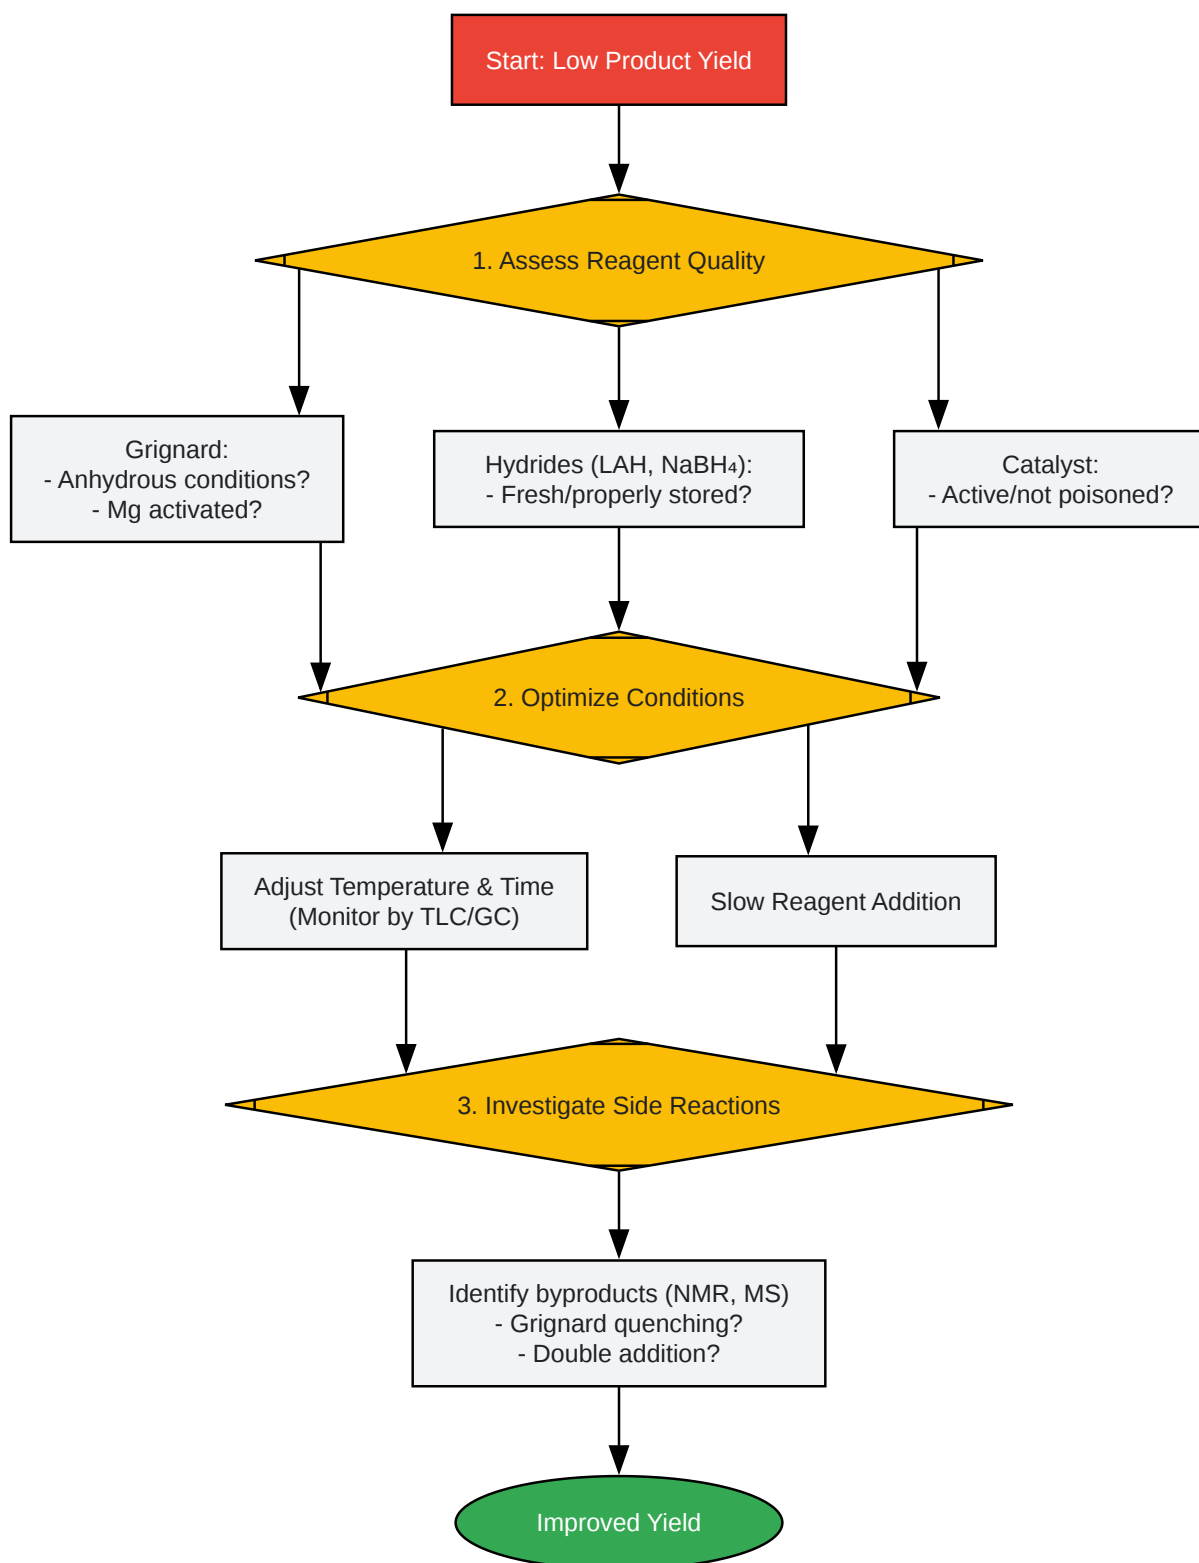 Start: Low Product Yield
1. Assess Reagent Quality
Grignard:
- Anhydrous conditions?
- Mg activated?
Hydrides (LAH, NaBH₄):
- Fresh/properly stored?
Catalyst:
- Active/not poisoned?
2. Optimize Conditions
Adjust Temperature & Time
(Monitor by TLC/GC)
Slow Reagent Addition
3. Investigate Side Reactions
Identify byproducts (NMR, MS)
- Grignard quenching?
- Double addition?
Improved Yield